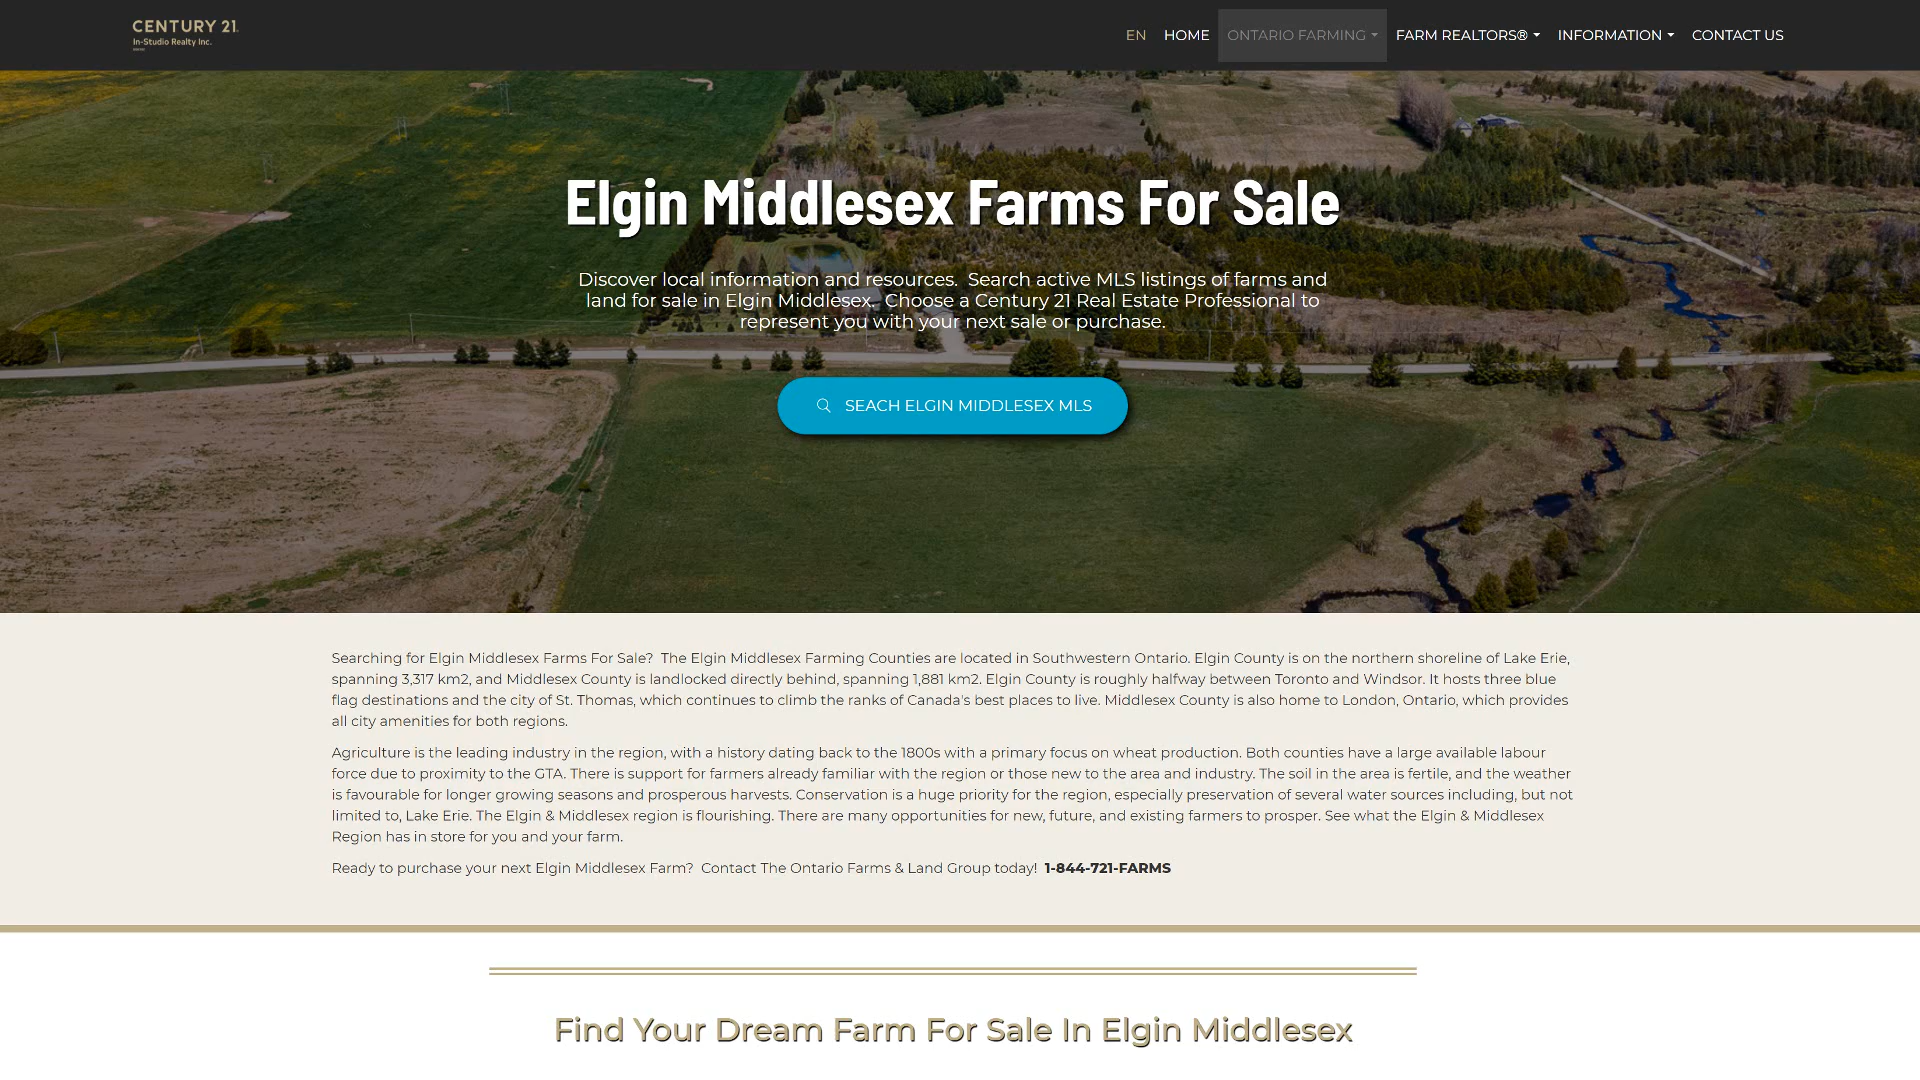 CENTURY 21
In-Studio Realty Inc.
EN HOME ONTARIO FARMING FARM REALTORS® INFORMATION CONTACT US
Elgin Middlesex Farms For Sale
Discover local information and resources. Search active MLS listings of farms and
land for sale in Elgin Middlesex. Choose a Century 21 Real Estate Professional to
represent you with your next sale or purchase.
SEACH ELGIN MIDDLESEX MLS
Searching for Elgin Middlesex Farms For Sale? The Elgin Middlesex Farming Counties are located in Southwestern Ontario. Elgin County is on the northern shoreline of Lake Erie,
spanning 3,317 km2, and Middlesex County is landlocked directly behind, spanning 1,881 km2. Elgin County is roughly halfway between Toronto and Windsor. It hosts three blue
flag destinations and the city of St. Thomas, which continues to climb the ranks of Canada's best places to live. Middlesex County is also home to London, Ontario, which provides
all city amenities for both regions.
Agriculture is the leading industry in the region, with a history dating back to the 1800s with a primary focus on wheat production. Both counties have a large available labour
force due to proximity to the GTA. There is support for farmers already familiar with the region or those new to the area and industry. The soil in the area is fertile, and the weather
is favourable for longer growing seasons and prosperous harvests. Conservation is a huge priority for the region, especially preservation of several water sources including, but not
limited to, Lake Erie. The Elgin & Middlesex region is flourishing. There are many opportunities for new, future, and existing farmers to prosper. See what the Elgin & Middlesex
Region has in store for you and your farm.
Ready to purchase your next Elgin Middlesex Farm? Contact The Ontario Farms & Land Group today! 1-844-721-FARMS
Find Your Dream Farm For Sale In Elgin Middlesex